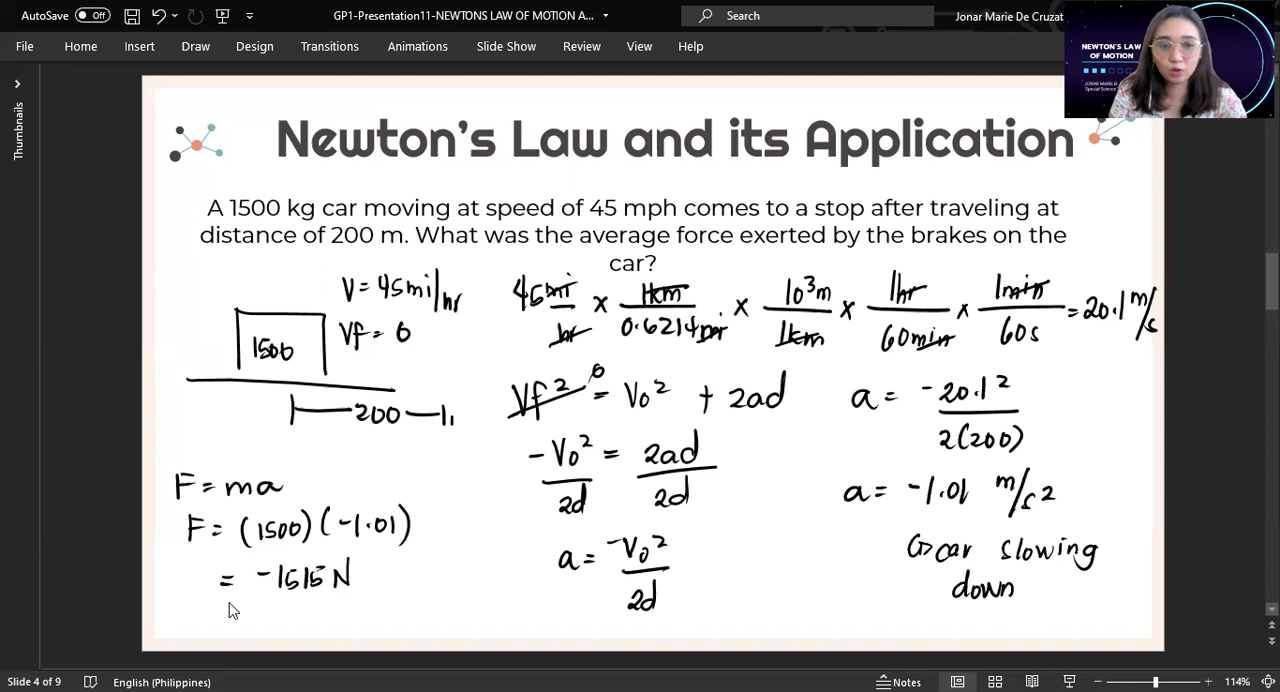 AutoSave Off
GP1-Presentation11-NEWTONS LAW OF MOTION A...
Search
Jonar Marie De Cruzat
File Home Insert Draw Design Transitions Animations Slide Show Review View Help
NEWTON'S LAW
OF MOTION
Special Science
Thumbnails
Newton's Law and its Application
A 1500 kg car moving at speed of 45 mph comes to a stop after traveling at
distance of 200 m. What was the average force exerted by the brakes on the
car?
V = 45mi/hr
Vf = 0
1500
200
45mi/hr × 1km/0.6214mi × 10³m/1km × 1hr/60min × 1min/60s = 20.1 m/s
Vf² 0 = Vo² + 2ad
-Vo²/2d = 2ad/2d
a = -Vo²/2d
a = -20.1²/2(200)
a = -1.01 m/s²
car slowing
down
F = ma
F = (1500)(-1.01)
= -1515 N
Slide 4 of 9
English (Philippines)
Notes
114%